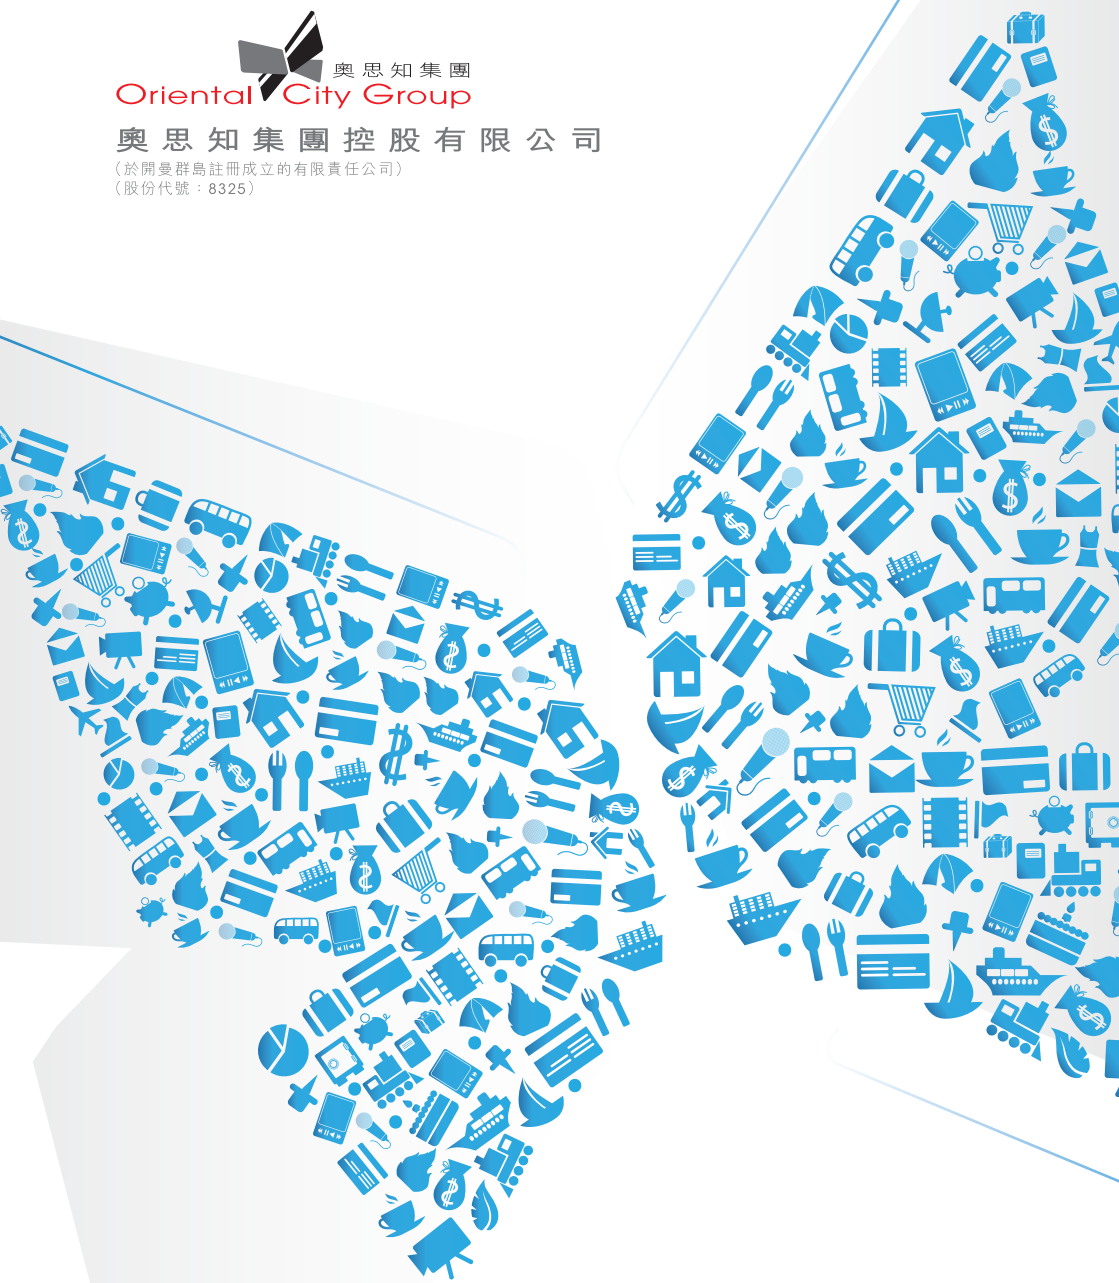 奧思知集團
Oriental City Group
奧思知集團控股有限公司
（於開曼群島註冊成立的有限責任公司）
（股份代號：8325）